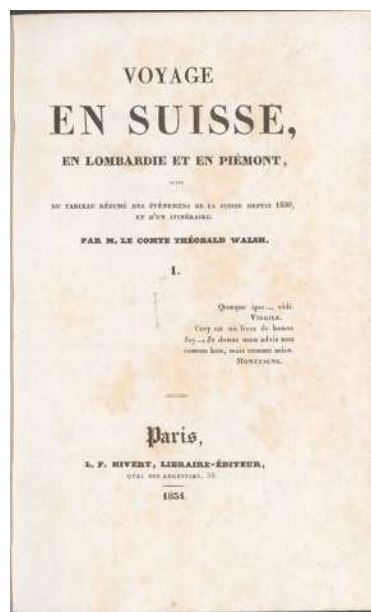 VOYAGE
EN SUISSE,
EN LOMBARDIE ET EN PIÉMONT,
SUIVI
DU TABLEAU RÉSUMÉ DES ÉVÉNEMENS DE LA SUISSE DEPUIS 1830,
ET D'UN ITINÉRAIRE.
PAR M. LE COMTE THÉOBALD WALSH.
I.
Quæque ipse... vidi.
VIRGILE.
Cecy est un livre de bonne
foy... Je donne mon advis non
comme bon, mais comme mien.
MONTAIGNE.
Paris,
L. F. HIVERT, LIBRAIRE-ÉDITEUR,
QUAI DES AUGUSTINS, 55.
1834.